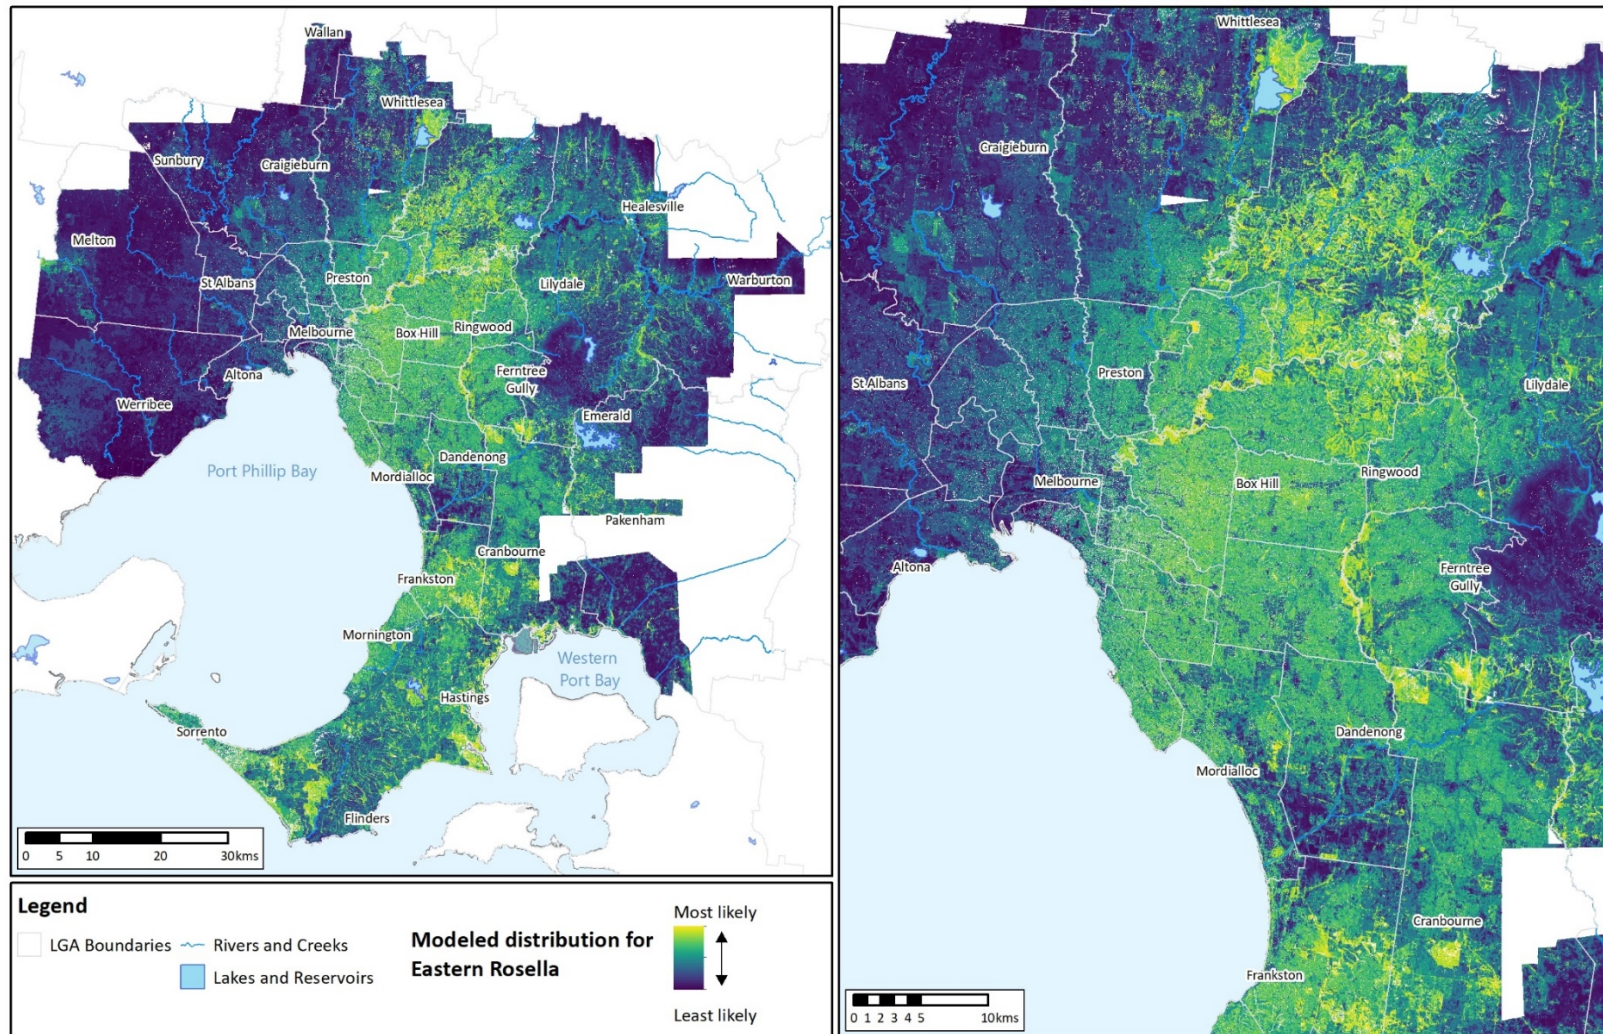 Wallan
Whittlesea
Sunbury
Craigieburn
Healesville
Melton
St Albans
Preston
Lilydale
Warburton
Melbourne
Box Hill
Ringwood
Altona
Ferntree
Gully
Werribee
Emerald
Port Phillip Bay
Dandenong
Mordialloc
Pakenham
Cranbourne
Frankston
Mornington
Western
Port Bay
Hastings
Sorrento
Flinders
0 5 10 20 30kms
Legend
LGA Boundaries
Rivers and Creeks
Lakes and Reservoirs
Modeled distribution for
Eastern Rosella
Most likely
Least likely
Whittlesea
Craigieburn
St Albans
Preston
Lilydale
Melbourne
Box Hill
Ringwood
Altona
Ferntree
Gully
Dandenong
Mordialloc
Cranbourne
Frankston
0 1 2 3 4 5 10kms